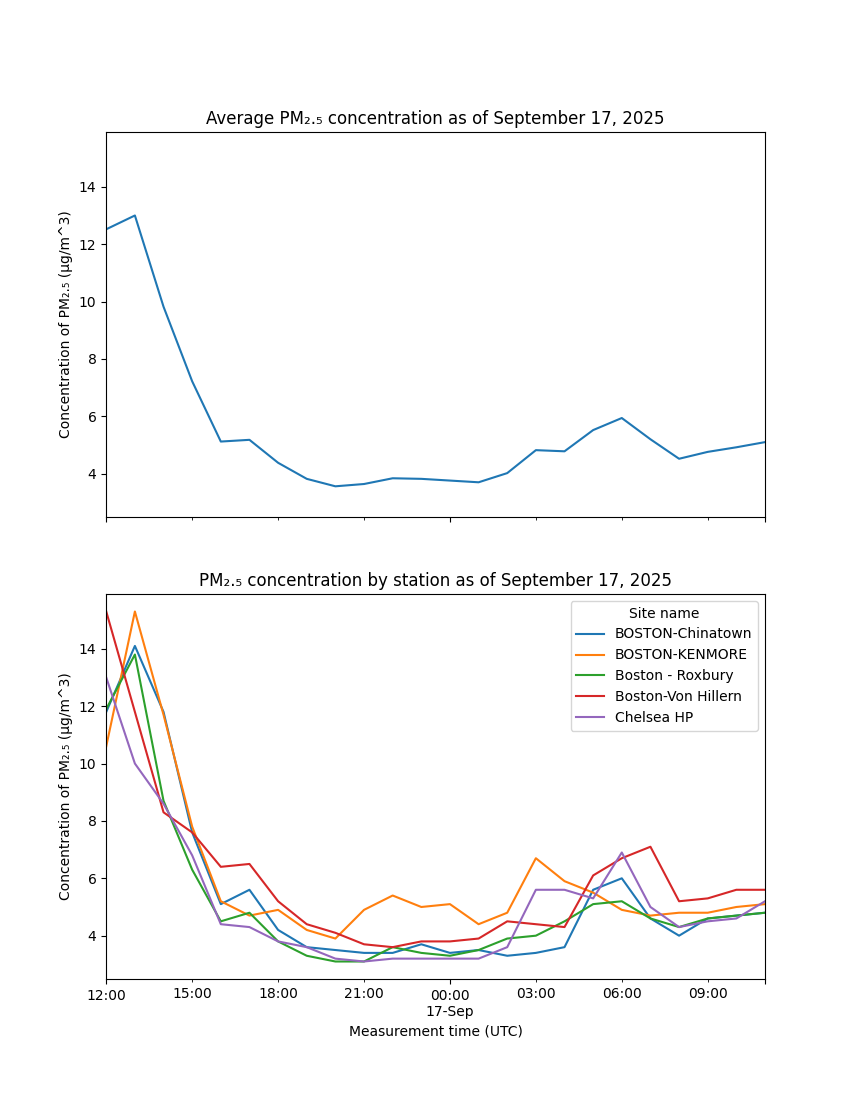 Average PM₂.₅ concentration as of September 17, 2025
Concentration of PM₂.₅ (μg/m^3)
14
12
10
8
6
4
PM₂.₅ concentration by station as of September 17, 2025
Concentration of PM₂.₅ (μg/m^3)
14
12
10
8
6
4
Site name
BOSTON-Chinatown
BOSTON-KENMORE
Boston - Roxbury
Boston-Von Hillern
Chelsea HP
12:00 15:00 18:00 21:00 00:00 03:00 06:00 09:00
17-Sep
Measurement time (UTC)